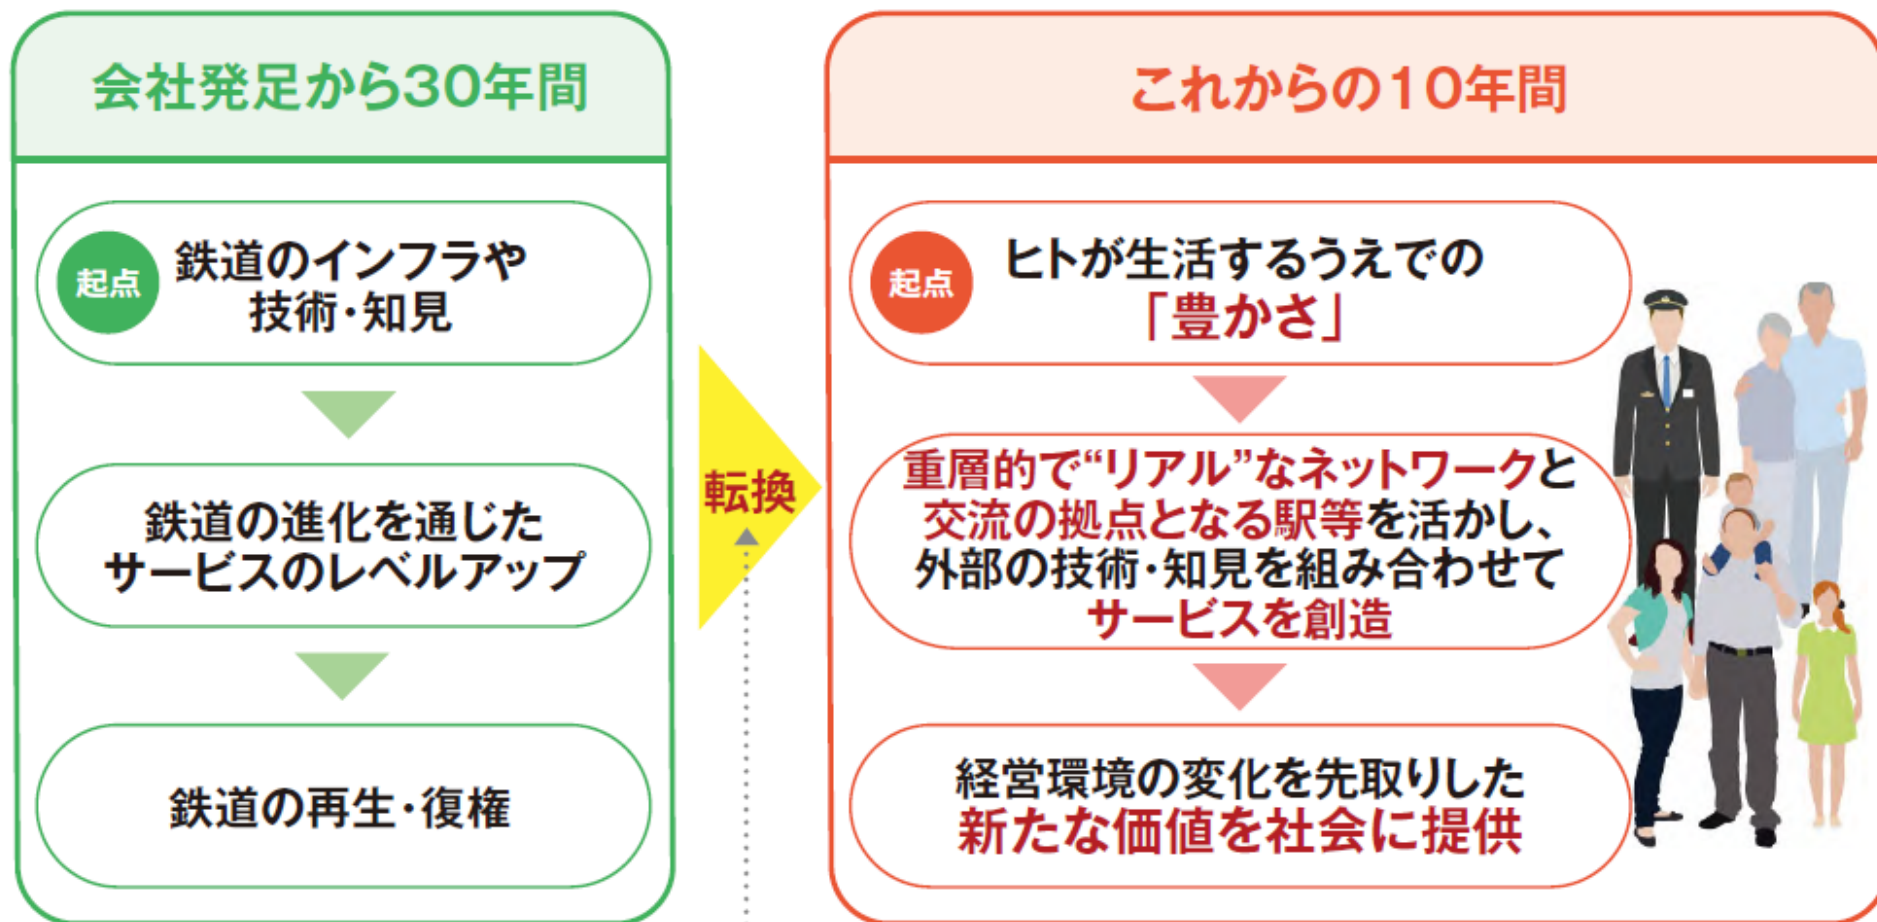 会社発足から30年間
起点
鉄道のインフラや
技術・知見
鉄道の進化を通じた
サービスのレベルアップ
鉄道の再生・復権
転換
これからの10年間
起点
ヒトが生活するうえでの
「豊かさ」
重層的で“リアル”なネットワークと
交流の拠点となる駅等を活かし、
外部の技術・知見を組み合わせて
サービスを創造
経営環境の変化を先取りした
新たな価値を社会に提供